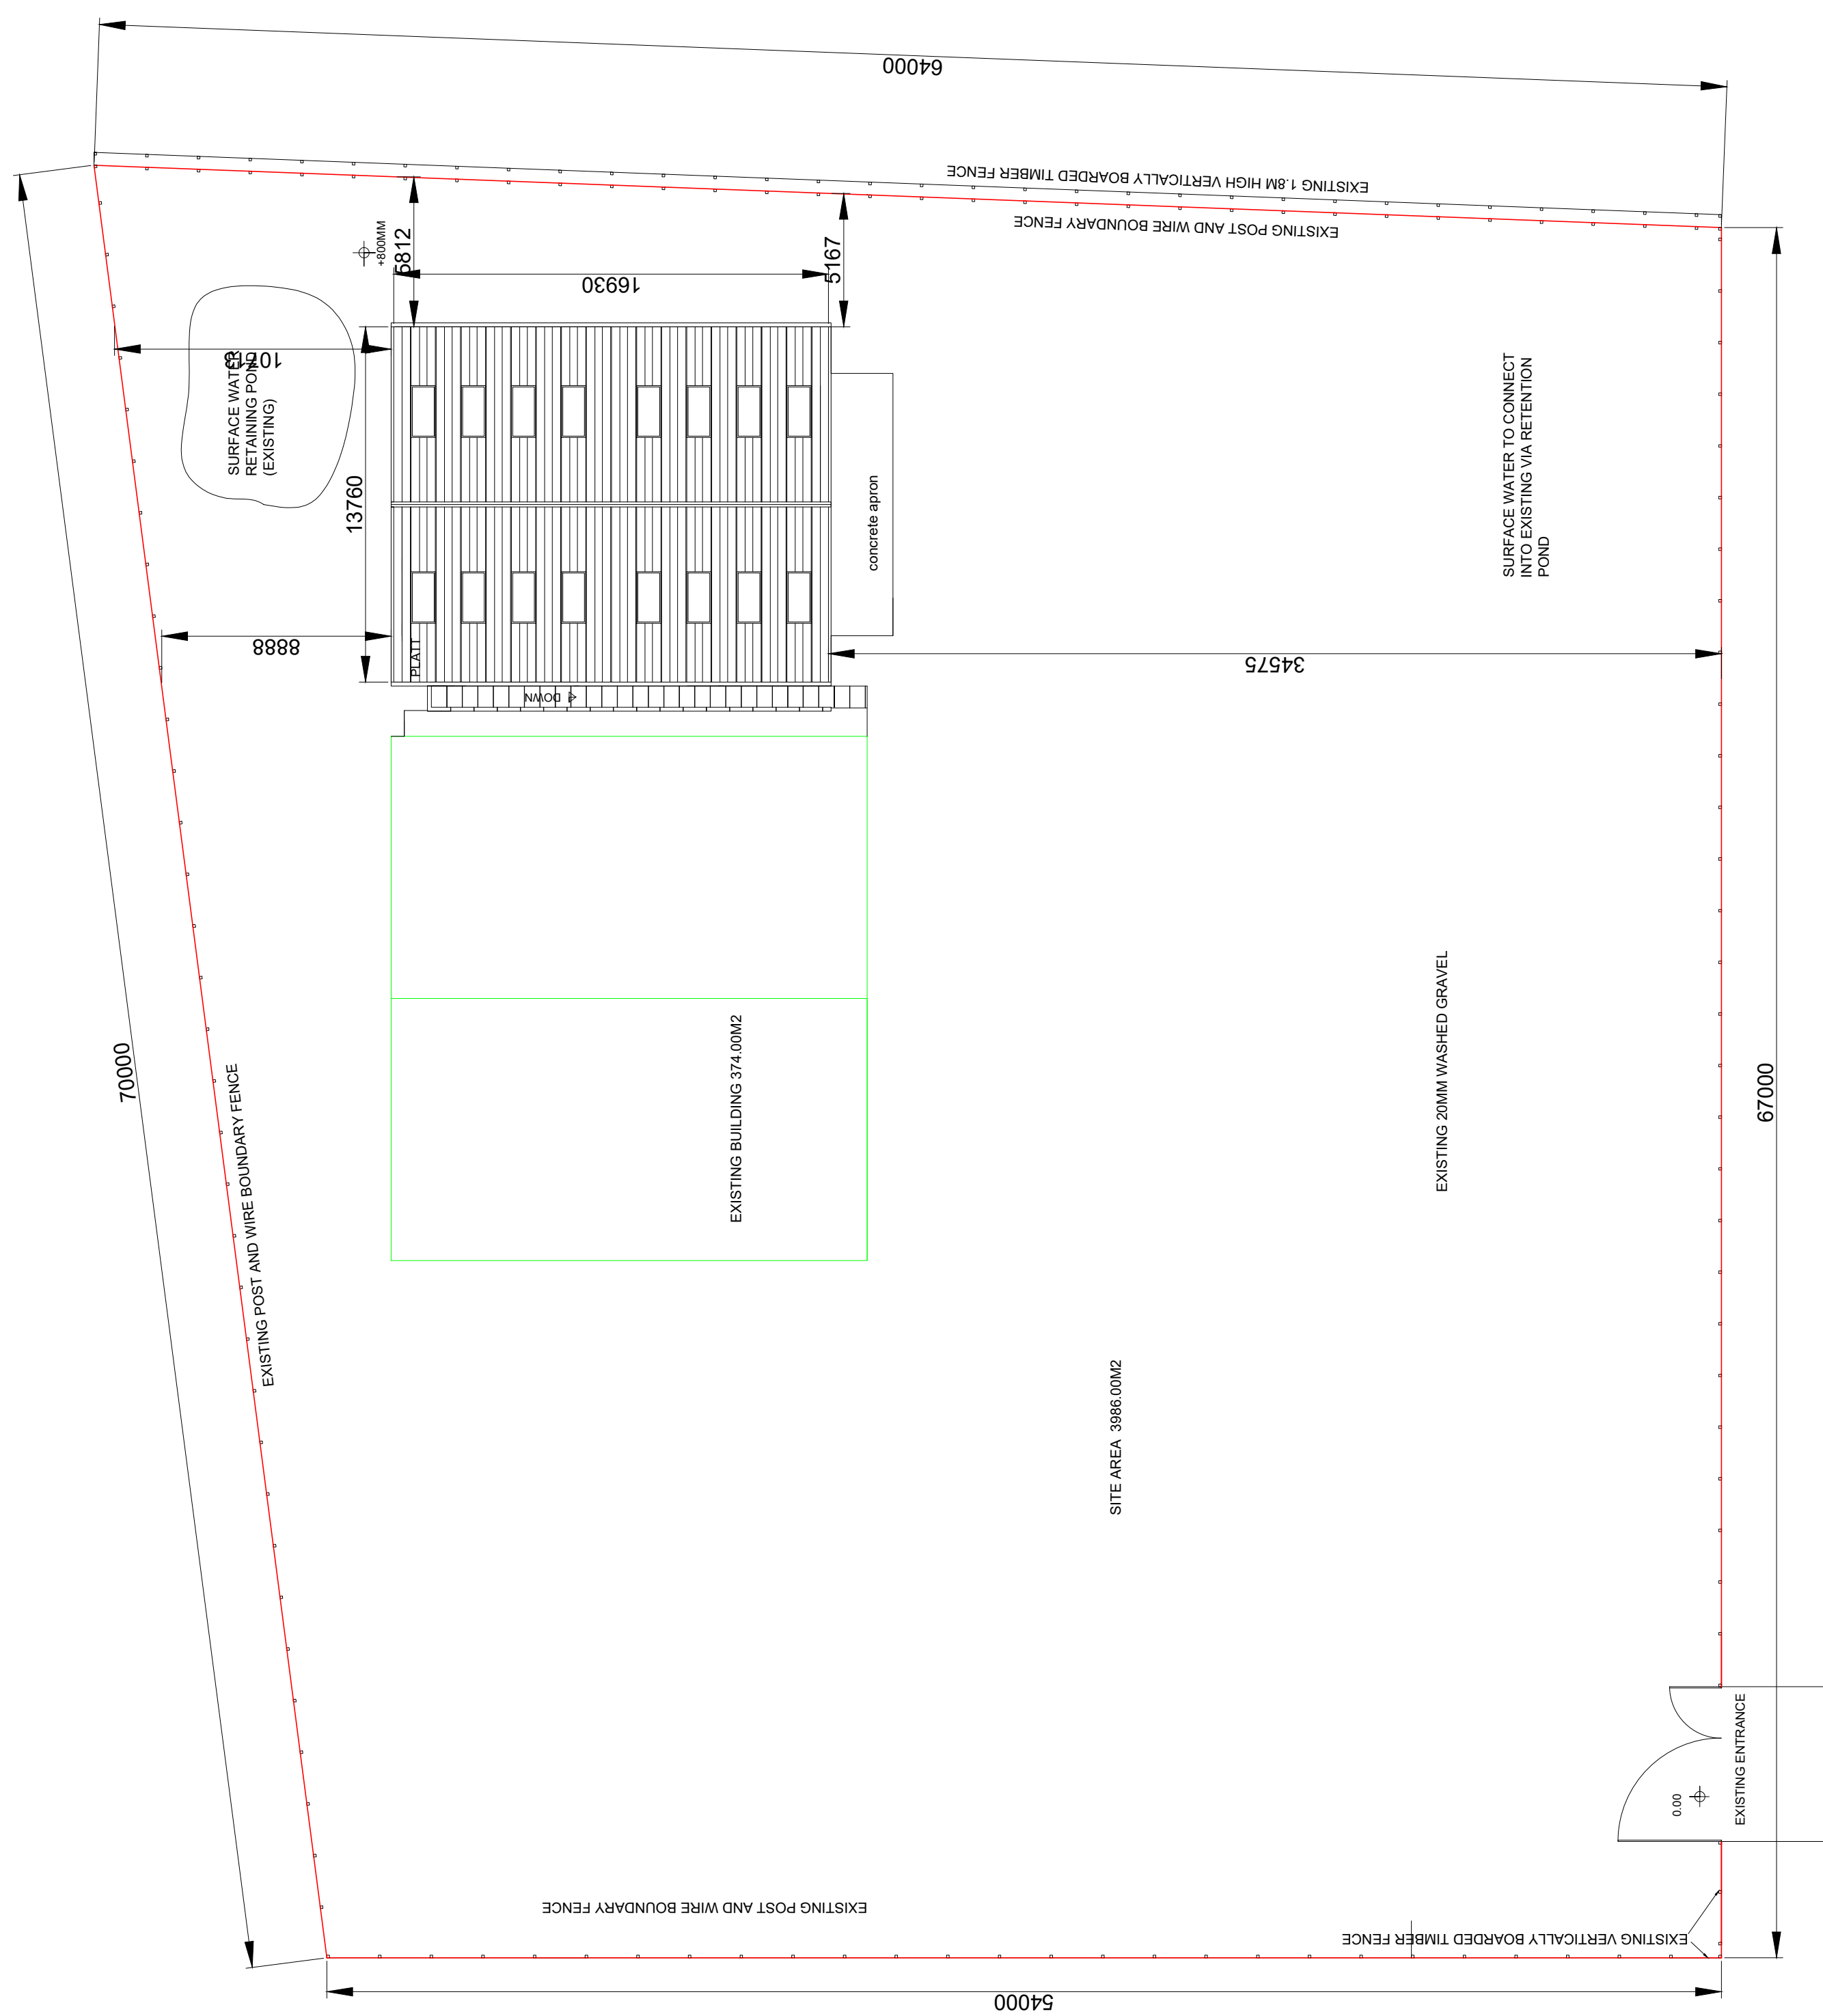 64000
EXISTING 1.8M HIGH VERTICALLY BOARDED TIMBER FENCE
EXISTING POST AND WIRE BOUNDARY FENCE
+800MM
5812
5167
16930
10713
SURFACE WATER
RETAINING POND
(EXISTING)
13760
concrete apron
SURFACE WATER TO CONNECT
INTO EXISTING VIA RETENTION
POND
8888
PLATT
34575
DOWN
70000
EXISTING POST AND WIRE BOUNDARY FENCE
EXISTING BUILDING 374.00M2
EXISTING 20MM WASHED GRAVEL
67000
SITE AREA 3986.00M2
0.00
EXISTING ENTRANCE
EXISTING POST AND WIRE BOUNDARY FENCE
EXISTING VERTICALLY BOARDED TIMBER FENCE
54000